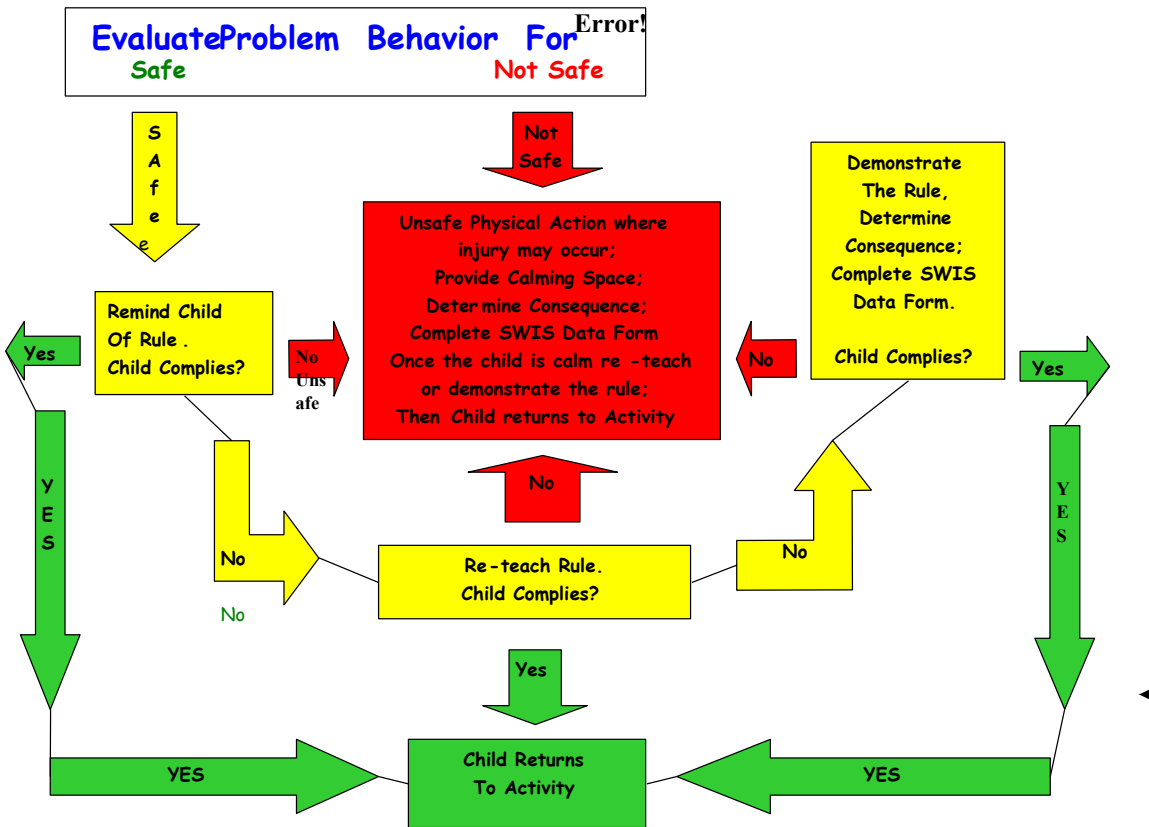 EvaluateProblem Behavior For Error!
Safe Not Safe
S
A
f
e
e
Not
Safe
Demonstrate
The Rule,
Determine
Consequence;
Complete SWIS
Data Form.
Child Complies?
Unsafe Physical Action where
injury may occur;
Provide Calming Space;
Determine Consequence;
Complete SWIS Data Form
Once the child is calm re -teach
or demonstrate the rule;
Then Child returns to Activity
Remind Child
Of Rule .
Child Complies?
Yes
No
Uns
afe
No
Yes
Y
E
S
No
No
No
Re-teach Rule.
Child Complies?
No
Y
E
S
Yes
Child Returns
To Activity
YES
YES